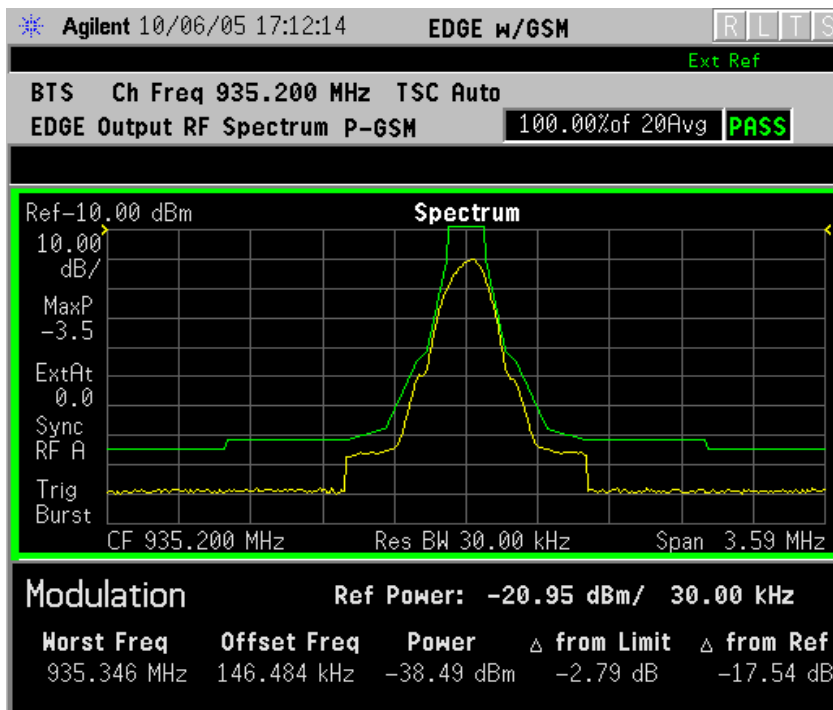 Agilent 10/06/05 17:12:14 EDGE w/GSM R L T S
Ext Ref
BTS Ch Freq 935.200 MHz TSC Auto
EDGE Output RF Spectrum P-GSM 100.00%of 20Avg PASS
Ref-10.00 dBm Spectrum
10.00
dB/
MaxP
-3.5
ExtAt
0.0
Sync
RF A
Trig
Burst
CF 935.200 MHz Res BW 30.00 kHz Span 3.59 MHz
Modulation Ref Power: -20.95 dBm/ 30.00 kHz
Worst Freq Offset Freq Power △ from Limit △ from Ref
935.346 MHz 146.484 kHz -38.49 dBm -2.79 dB -17.54 dB